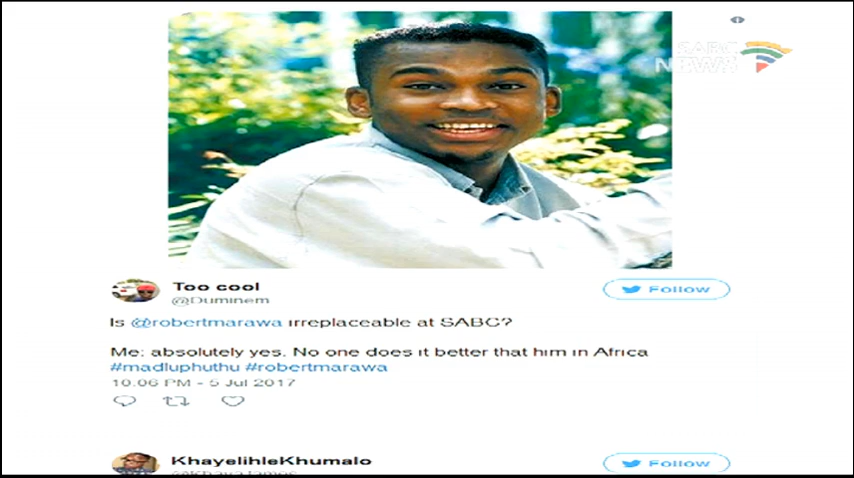 SABC
NEWS
Too cool
@Duminem
Follow
Is @robertmarawa irreplaceable at SABC?
Me: absolutely yes. No one does it better that him in Africa
#madluphuthu #robertmarawa
10.06 PM - 5 Jul 2017
KhayelihleKhumalo
Follow